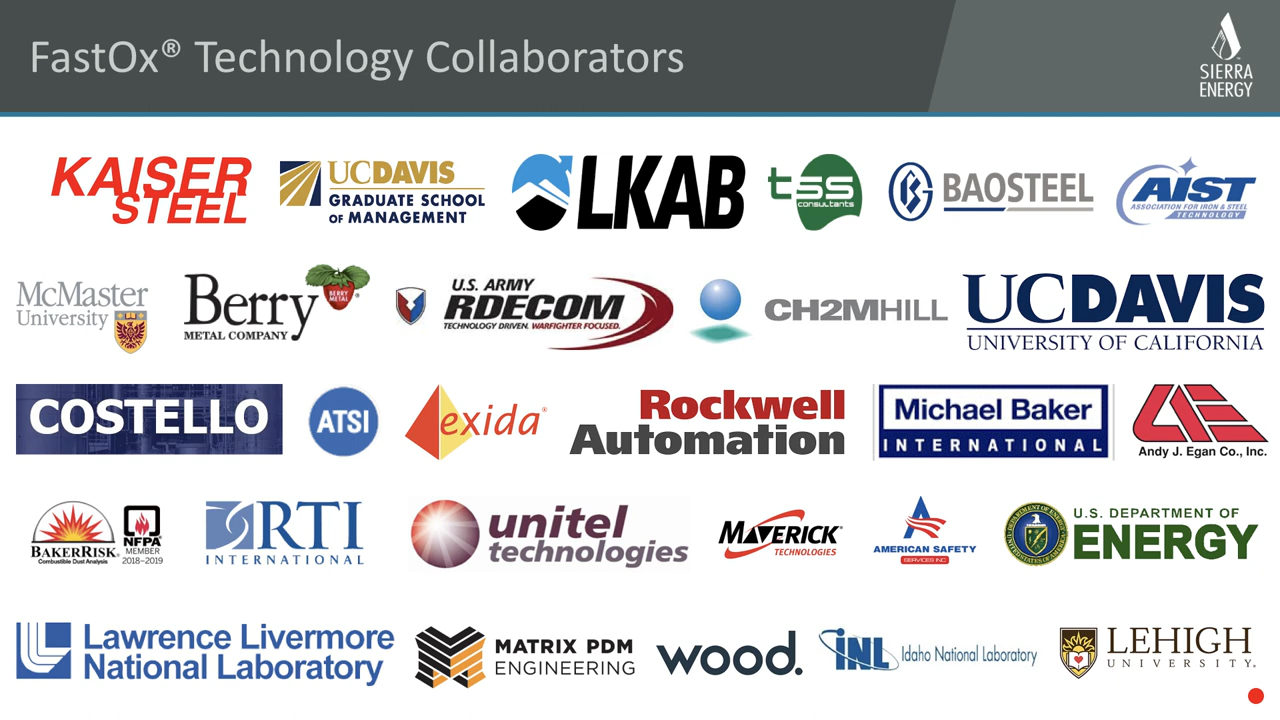 FastOx® Technology Collaborators
SIERRA
ENERGY
KAISER
STEEL
UCDAVIS
GRADUATE SCHOOL
OF MANAGEMENT
LKAB
tss
consultants
BAOSTEEL
AIST
ASSOCIATION FOR IRON & STEEL
TECHNOLOGY
McMaster
University
Berry
METAL COMPANY
BERRY
METAL
®
U.S. ARMY
RDECOM
TECHNOLOGY DRIVEN. WARFIGHTER FOCUSED.
CH2MHILL
UCDAVIS
UNIVERSITY OF CALIFORNIA
COSTELLO
ATSI
exida®
Rockwell
Automation
Michael Baker
INTERNATIONAL
Andy J. Egan Co., Inc.
BAKERRISK®
Combustible Dust Analysis
NFPA
MEMBER
2018–2019
RTI
INTERNATIONAL
unitel
technologies
MAVERICK®
TECHNOLOGIES
AMERICAN SAFETY
SERVICES INC
U.S. DEPARTMENT OF
ENERGY
Lawrence Livermore
National Laboratory
MATRIX PDM
ENGINEERING
wood.
INL Idaho National Laboratory
LEHIGH
UNIVERSITY.